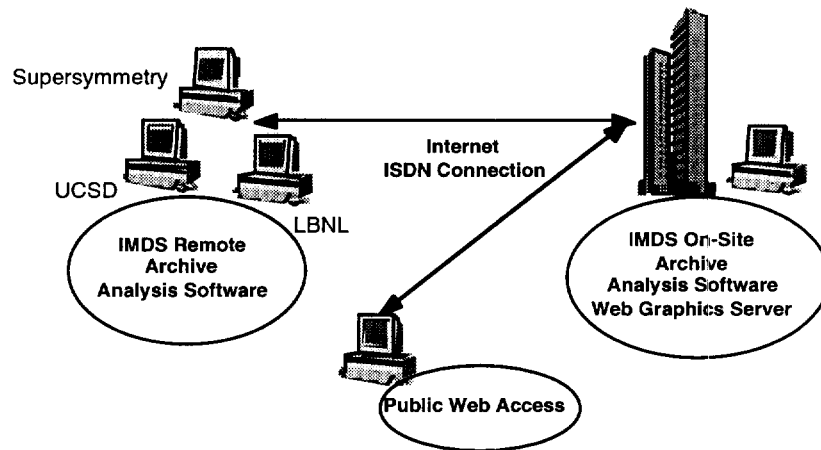 Supersymmetry
UCSD
LBNL
IMDS Remote
Archive
Analysis Software
Internet
ISDN Connection
IMDS On-Site
Archive
Analysis Software
Web Graphics Server
Public Web Access